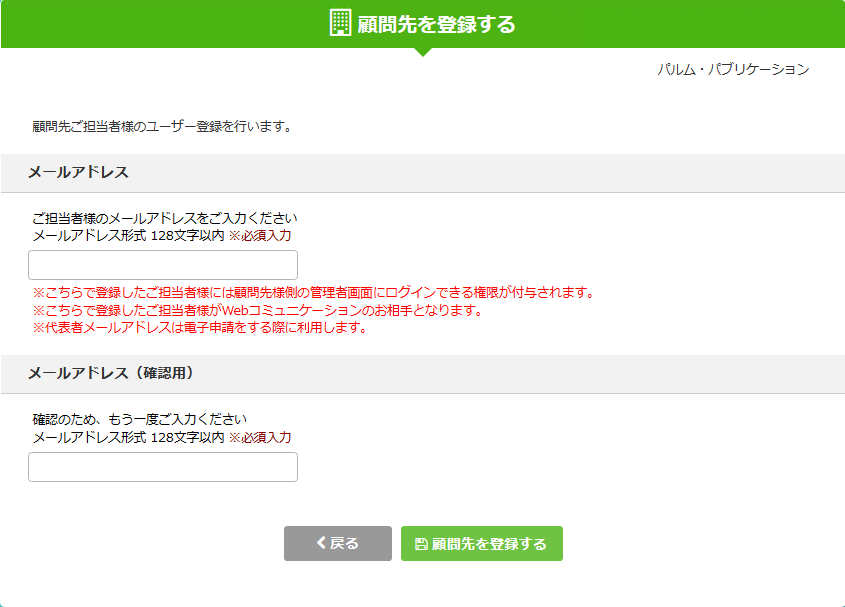 顧問先を登録する
パルム・パブリケーション
顧問先ご担当者様のユーザー登録を行います。
メールアドレス
ご担当者様のメールアドレスをご入力ください
メールアドレス形式 128文字以内 ※必須入力
※こちらで登録したご担当者様には顧問先様側の管理者画面にログインできる権限が付与されます。
※こちらで登録したご担当者様がWebコミュニケーションのお相手となります。
※代表者メールアドレスは電子申請をする際に利用します。
メールアドレス（確認用）
確認のため、もう一度ご入力ください
メールアドレス形式 128文字以内 ※必須入力
戻る
顧問先を登録する